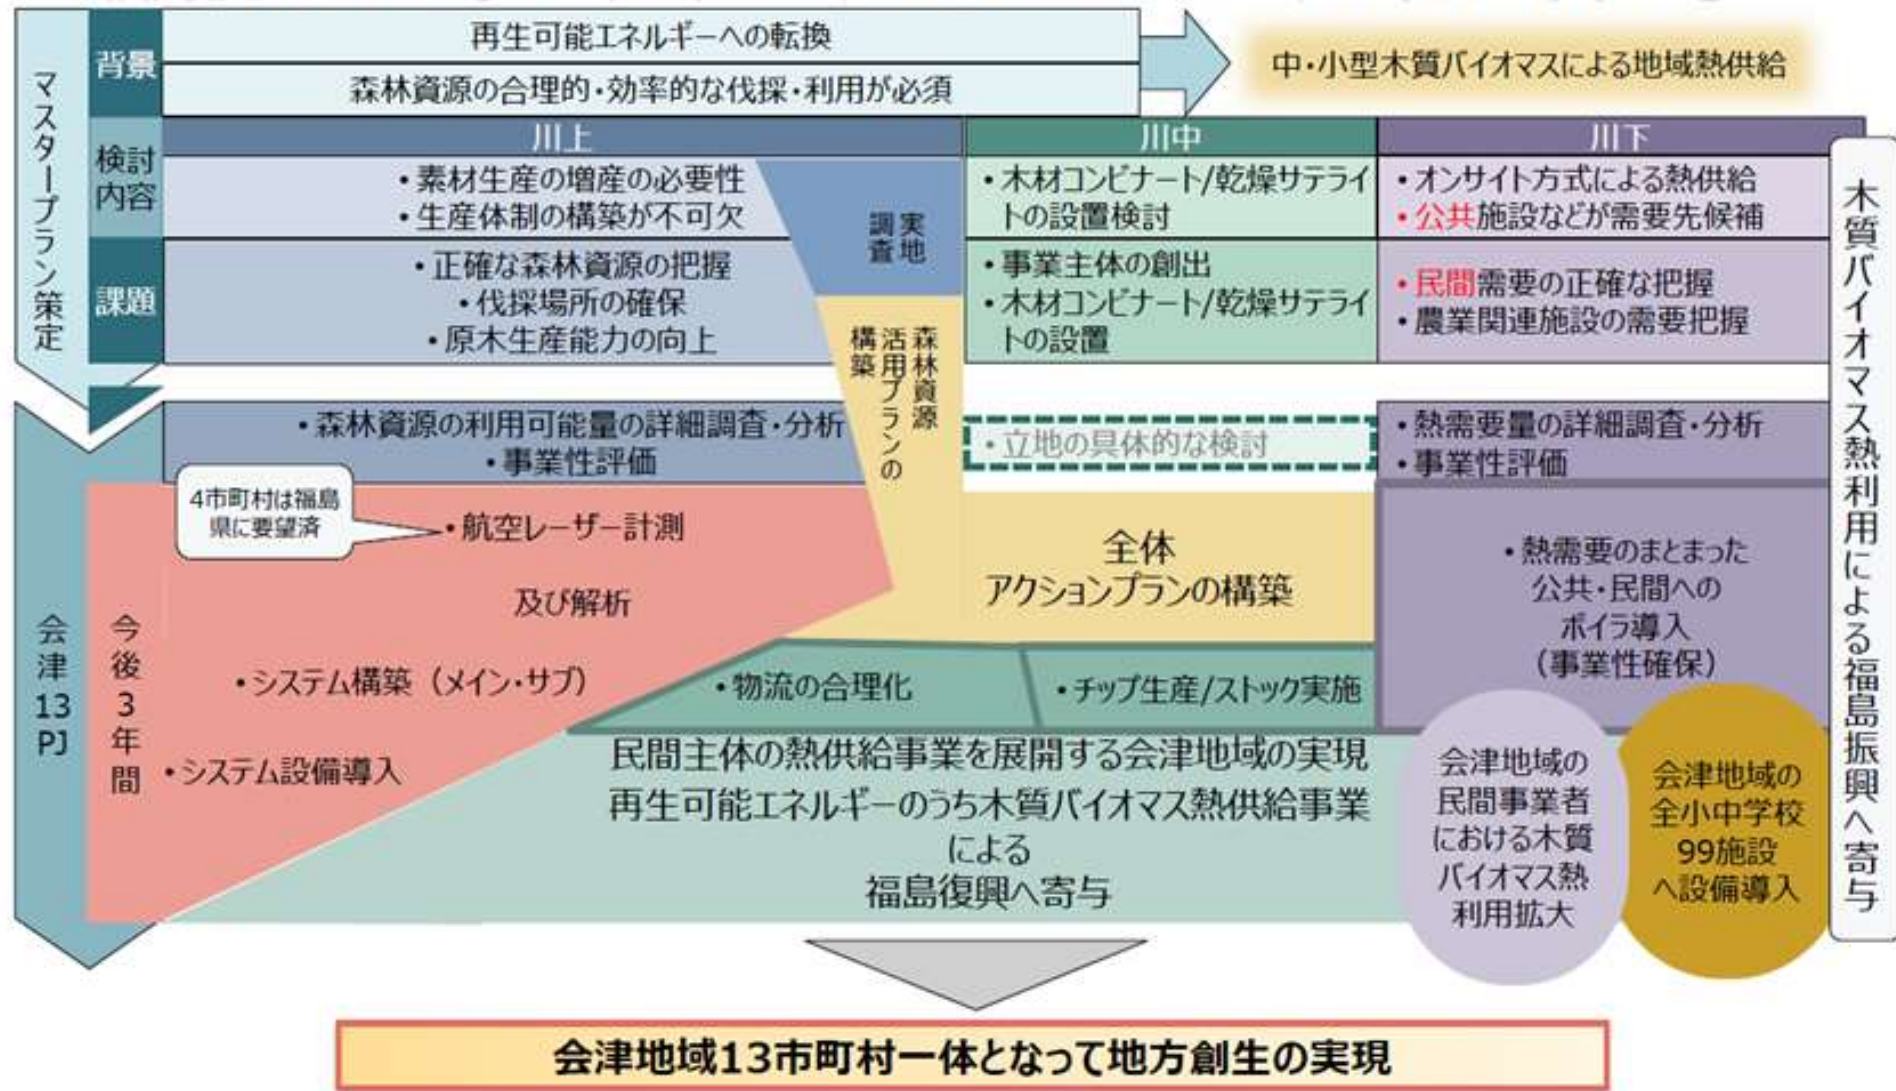 マスタープラン策定
背景
再生可能エネルギーへの転換
森林資源の合理的・効率的な伐採・利用が必須
中・小型木質バイオマスによる地域熱供給
検討
内容
川上
川中
川下
・素材生産の増産の必要性
・生産体制の構築が不可欠
実地
調査
・木材コンビナート/乾燥サテライ
トの設置検討
・オンサイト方式による熱供給
・公共施設などが需要先候補
課題
・正確な森林資源の把握
・伐採場所の確保
・原木生産能力の向上
森林資源
活用プランの
構築
・事業主体の創出
・木材コンビナート/乾燥サテライ
トの設置
・民間需要の正確な把握
・農業関連施設の需要把握
木質バイオマス熱利用による福島振興へ寄与
会津13PJ
・森林資源の利用可能量の詳細調査・分析
・事業性評価
・立地の具体的な検討
・熱需要量の詳細調査・分析
・事業性評価
今後3年間
4市町村は福島
県に要望済
・航空レーザー計測
及び解析
・システム構築（メイン・サブ）
・システム設備導入
全体
アクションプランの構築
・熱需要のまとまった
公共・民間への
ボイラ導入
（事業性確保）
・物流の合理化
・チップ生産/ストック実施
民間主体の熱供給事業を展開する会津地域の実現
再生可能エネルギーのうち木質バイオマス熱供給事業
による
福島復興へ寄与
会津地域の
民間事業者
における木質
バイオマス熱
利用拡大
会津地域の
全小中学校
99施設
へ設備導入
会津地域13市町村一体となって地方創生の実現